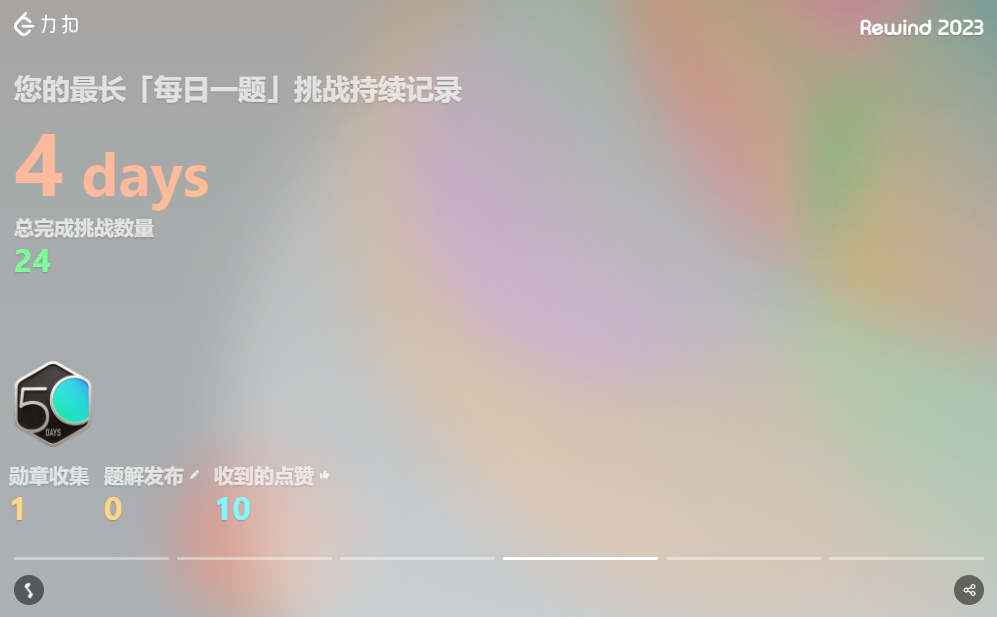 力扣
Rewind 2023
您的最长「每日一题」挑战持续记录
4 days
总完成挑战数量
24
50
DAYS
勋章收集 题解发布 收到的点赞
1 0 10